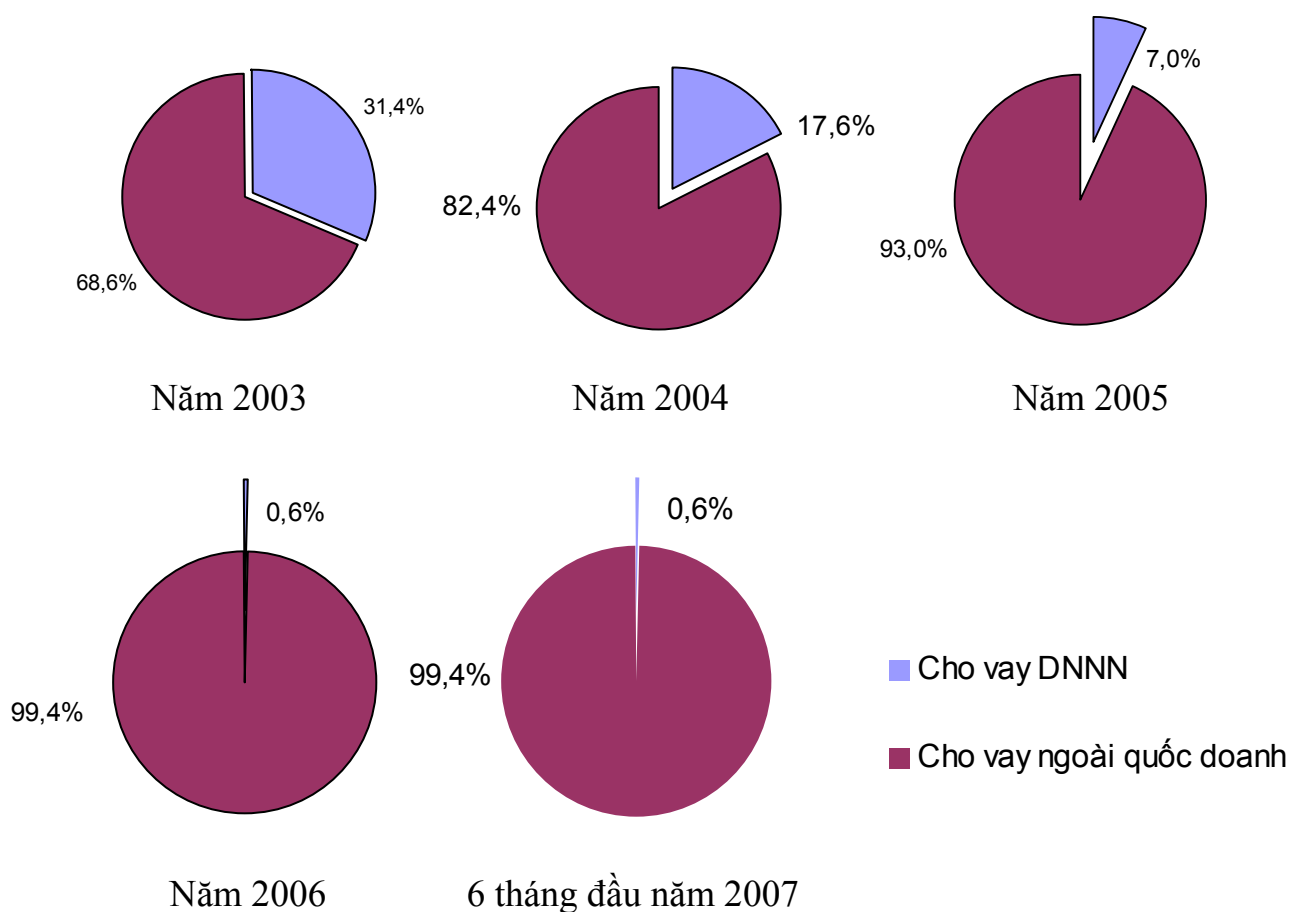 31,4%
68,6%
Năm 2003
17,6%
82,4%
Năm 2004
7,0%
93,0%
Năm 2005
0,6%
99,4%
Năm 2006
0,6%
99,4%
6 tháng đầu năm 2007
Cho vay DNNN
Cho vay ngoài quốc doanh